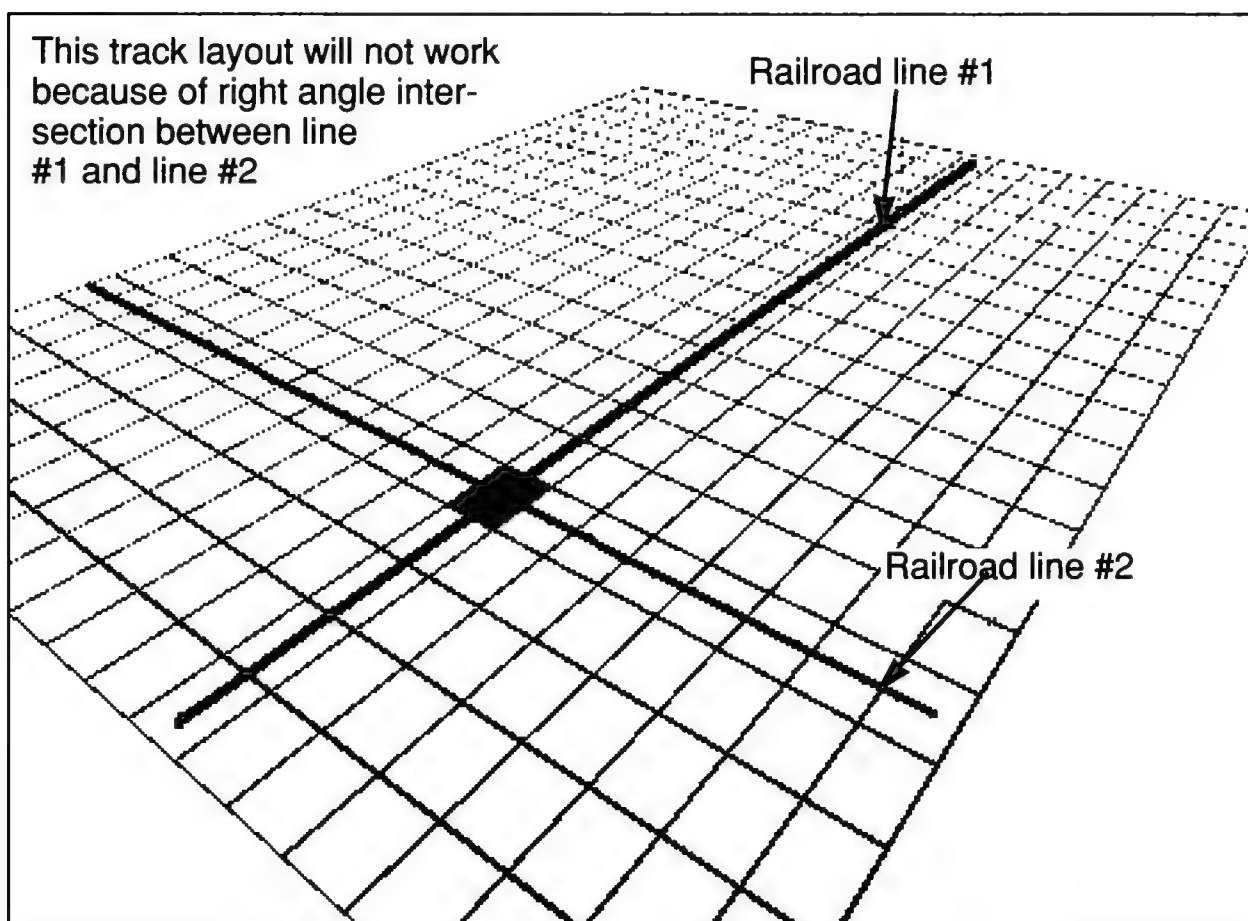 This track layout will not work
because of right angle inter-
section between line
#1 and line #2
Railroad line #1
Railroad line #2